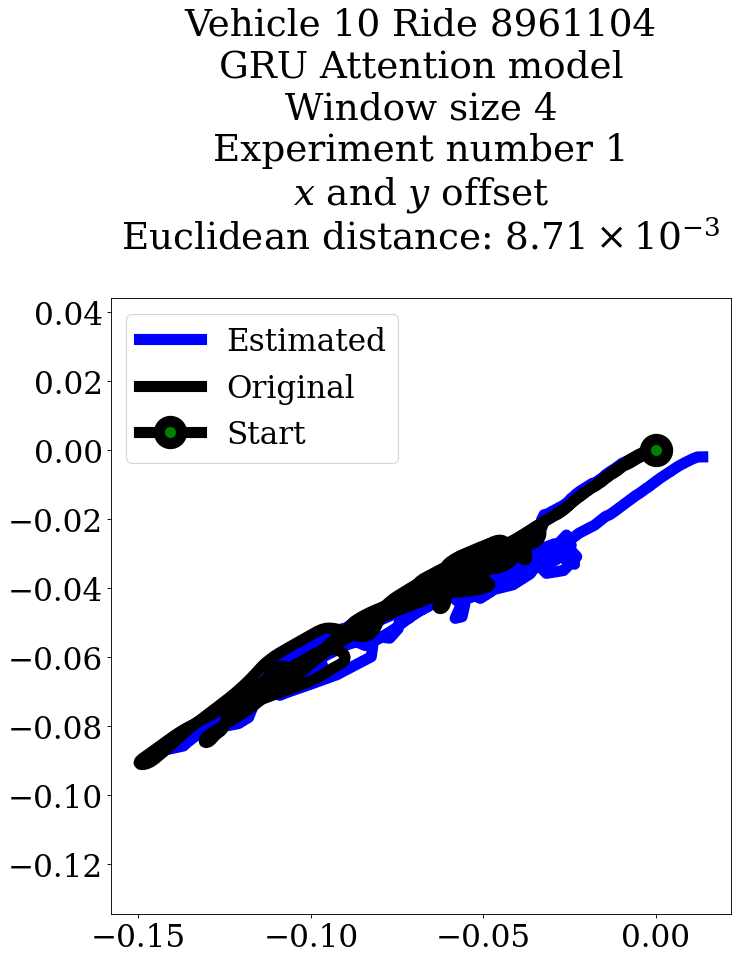 Vehicle 10 Ride 8961104
GRU Attention model
Window size 4
Experiment number 1
x and y offset
Euclidean distance: 8.71 × 10⁻³
Estimated
Original
Start
0.04
0.02
0.00
−0.02
−0.04
−0.06
−0.08
−0.10
−0.12
−0.15
−0.10
−0.05
0.00